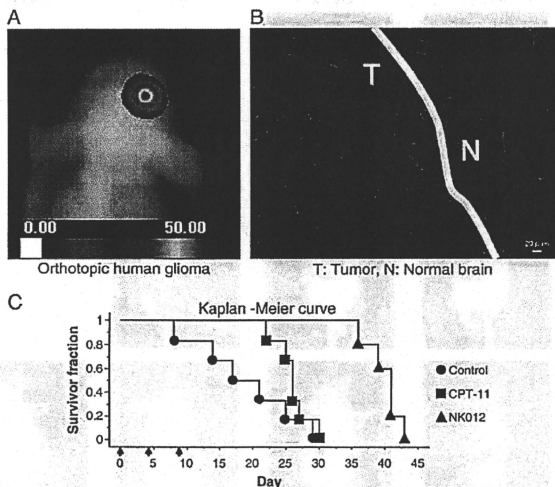 A
B
T
N
0.00 50.00
20 μm
Orthotopic human glioma
T: Tumor, N: Normal brain
C
Kaplan -Meier curve
Survivor fraction
1
0.8
0.6
0.4
0.2
0
0 5 10 15 20 25 30 35 40 45
Day
Control
CPT-11
NK012